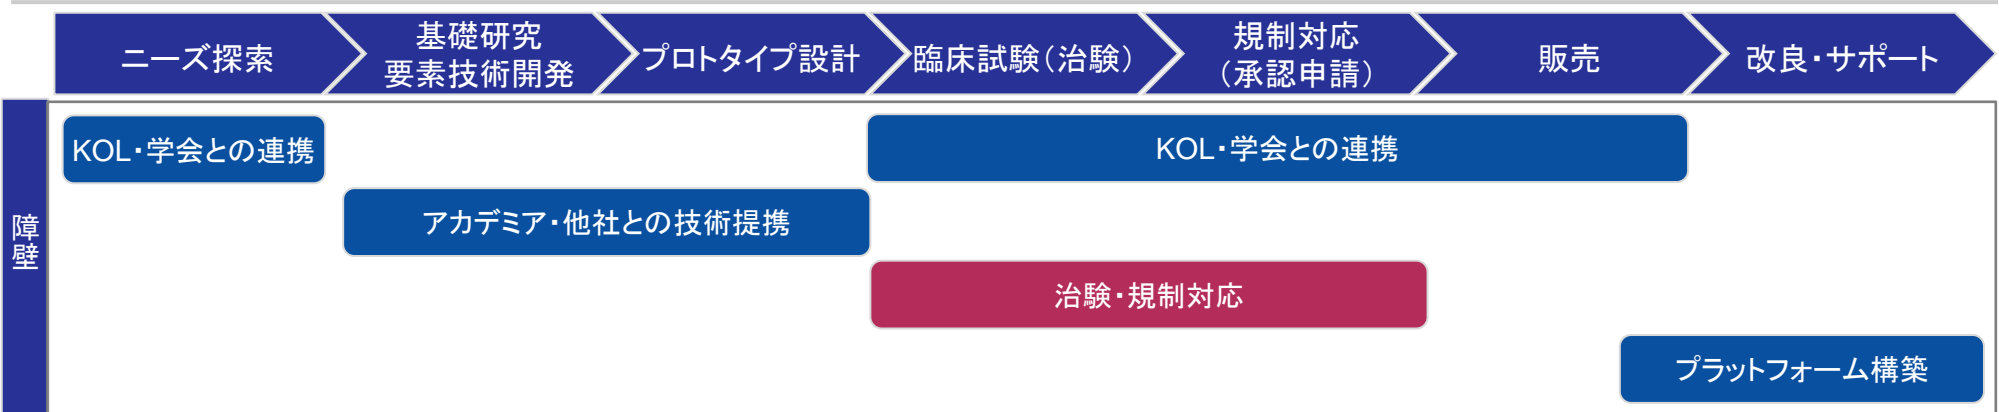 ニーズ探索
基礎研究
要素技術開発
プロトタイプ設計
臨床試験（治験）
規制対応
（承認申請）
販売
改良・サポート
障壁
KOL・学会との連携
KOL・学会との連携
アカデミア・他社との技術提携
治験・規制対応
プラットフォーム構築